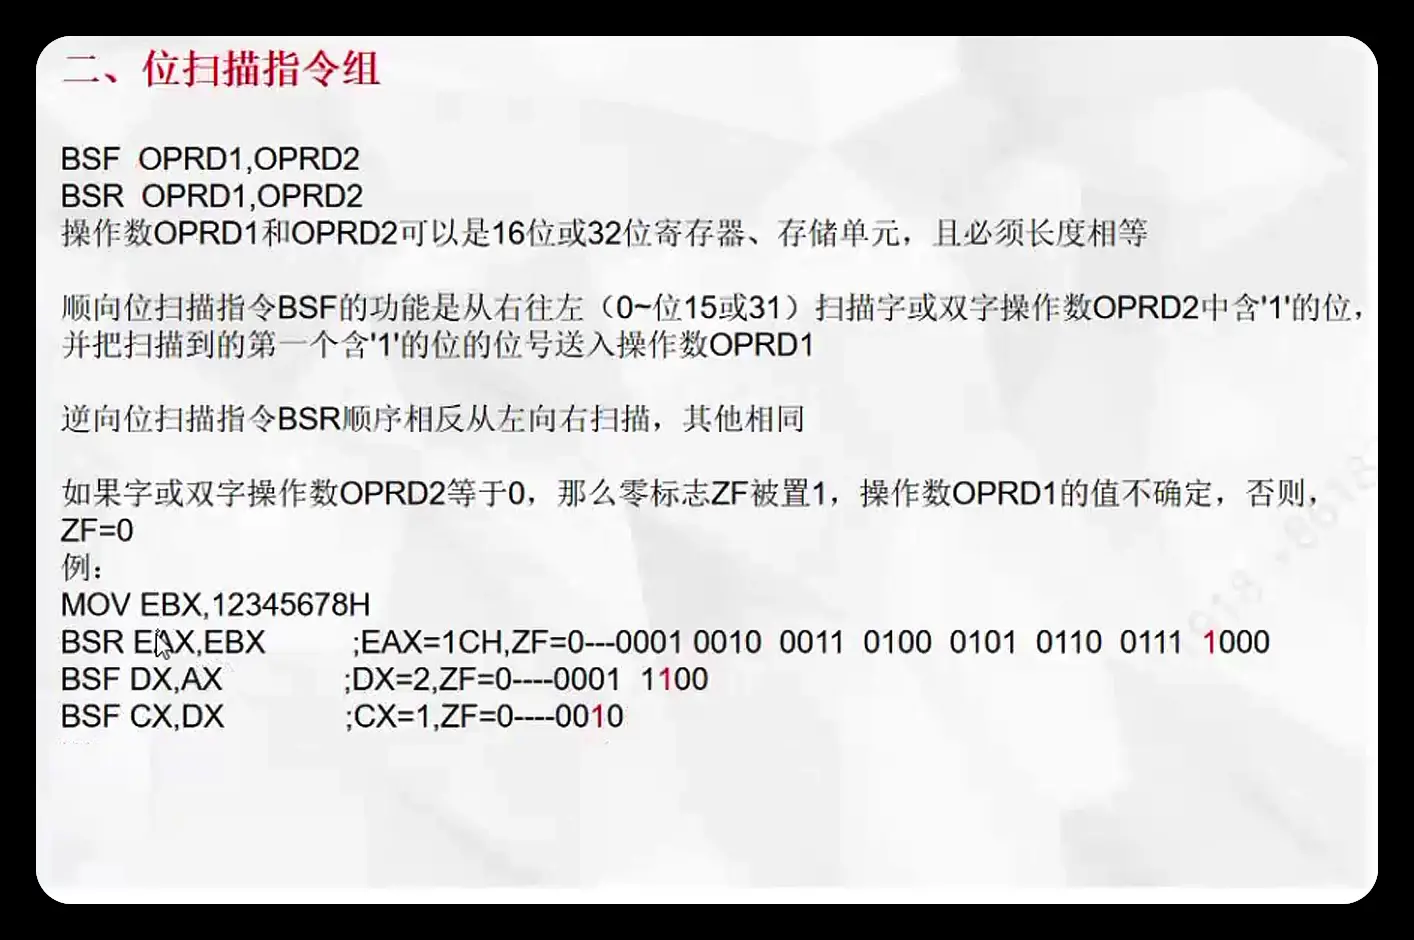 二、位扫描指令组
BSF OPRD1,OPRD2
BSR OPRD1,OPRD2
操作数OPRD1和OPRD2可以是16位或32位寄存器、存储单元，且必须长度相等
顺向位扫描指令BSF的功能是从右往左（0~位15或31）扫描字或双字操作数OPRD2中含'1'的位，
并把扫描到的第一个含'1'的位的位号送入操作数OPRD1
逆向位扫描指令BSR顺序相反从左向右扫描，其他相同
如果字或双字操作数OPRD2等于0，那么零标志ZF被置1，操作数OPRD1的值不确定，否则，
ZF=0
例：
MOV EBX,12345678H
BSR EAX,EBX ;EAX=1CH,ZF=0---0001 0010 0011 0100 0101 0110 0111 1000
BSF DX,AX ;DX=2,ZF=0----0001 1100
BSF CX,DX ;CX=1,ZF=0----0010